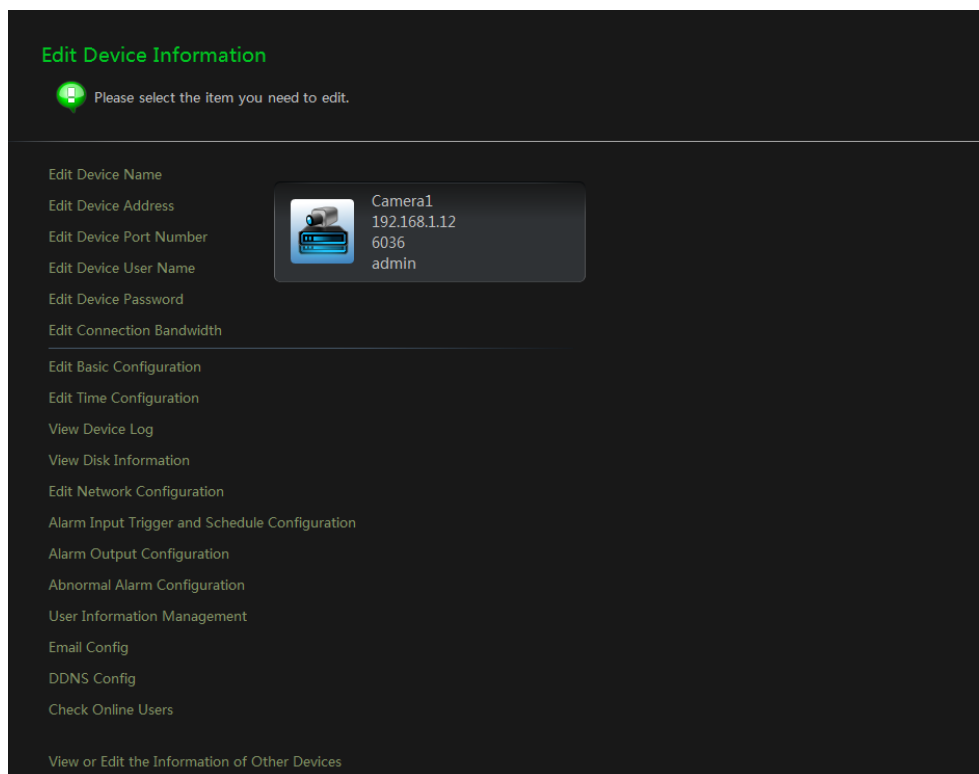 Edit Device Information
Please select the item you need to edit.
Edit Device Name
Edit Device Address
Edit Device Port Number
Edit Device User Name
Edit Device Password
Edit Connection Bandwidth
Camera1
192.168.1.12
6036
admin
Edit Basic Configuration
Edit Time Configuration
View Device Log
View Disk Information
Edit Network Configuration
Alarm Input Trigger and Schedule Configuration
Alarm Output Configuration
Abnormal Alarm Configuration
User Information Management
Email Config
DDNS Config
Check Online Users
View or Edit the Information of Other Devices